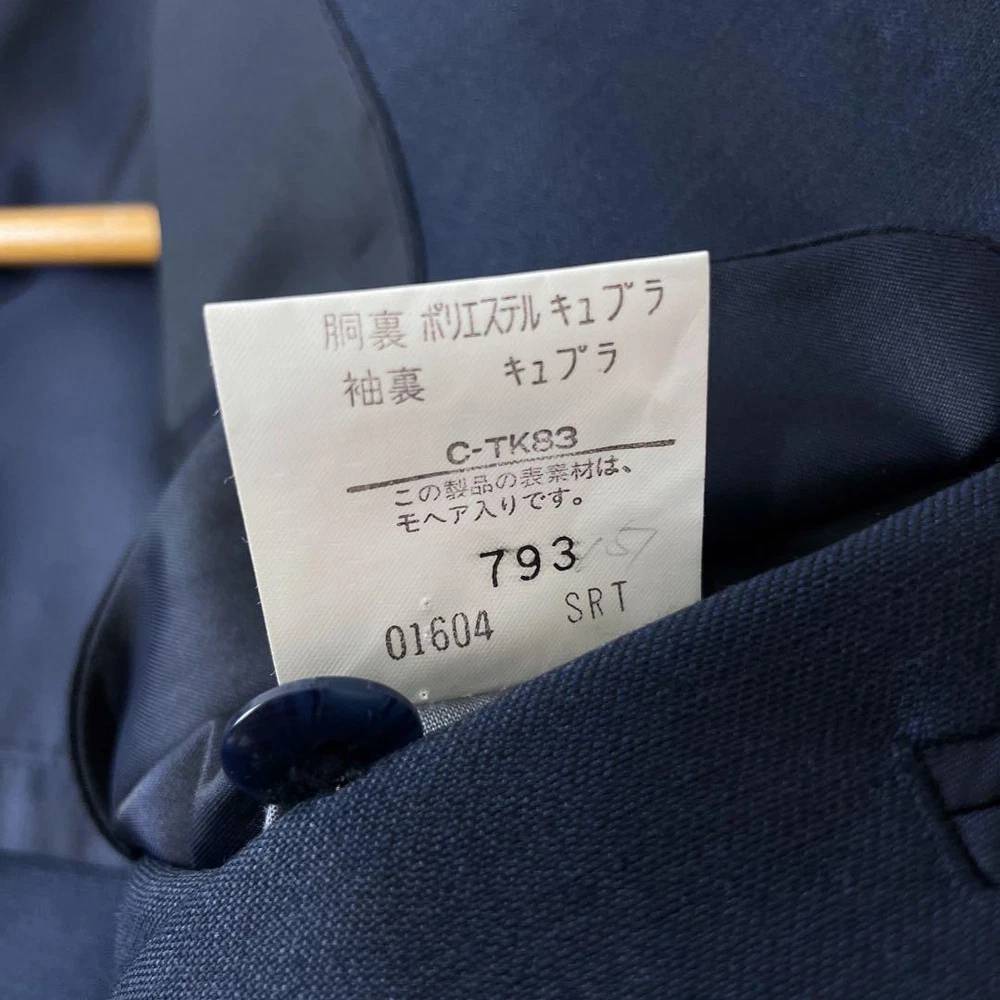 胴裏 ポリエステル キュプラ
袖裏 キュプラ
C-TK83
この製品の表素材は、
モヘア入りです。
793
01604 SRT